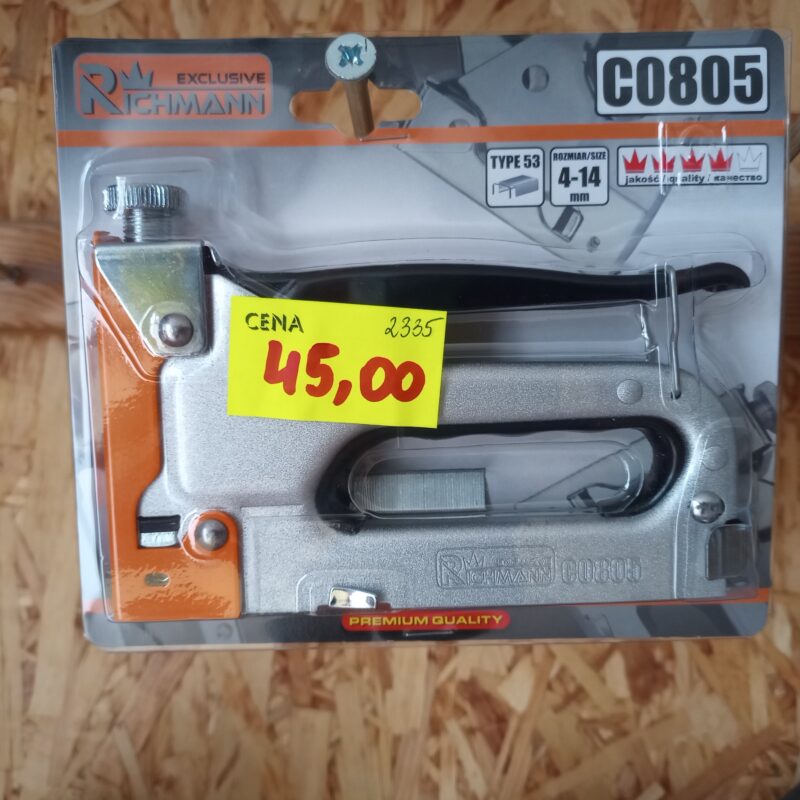 EXCLUSIVE
RICHMANN
C0805
TYPE 53
ROZMIAR/SIZE
4-14
mm
jakość / quality / качество
CENA 2335
45,00
RICHMANN C0805
PREMIUM QUALITY